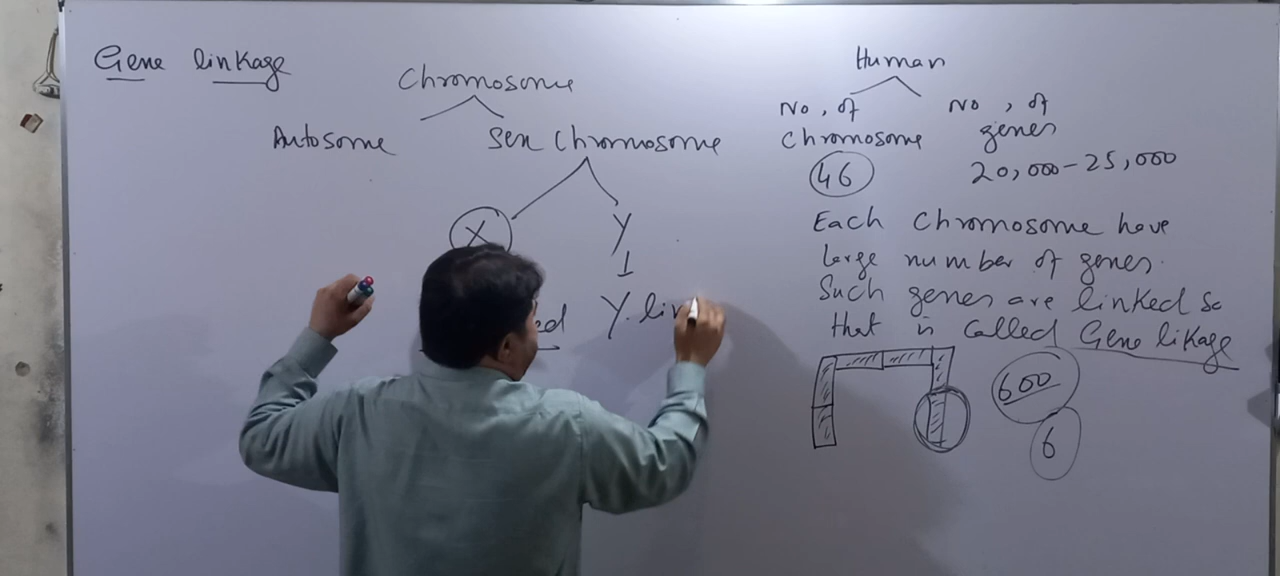 Gene linkage
Chromosome
Autosome
Sex Chromosome
X
Y
Y. lin
Human
No, of
Chromosome
46
No, of
genes
20,000-25,000
Each Chromosome have
large number of genes.
Such genes are linked so
that is Called Gene likage
600
6